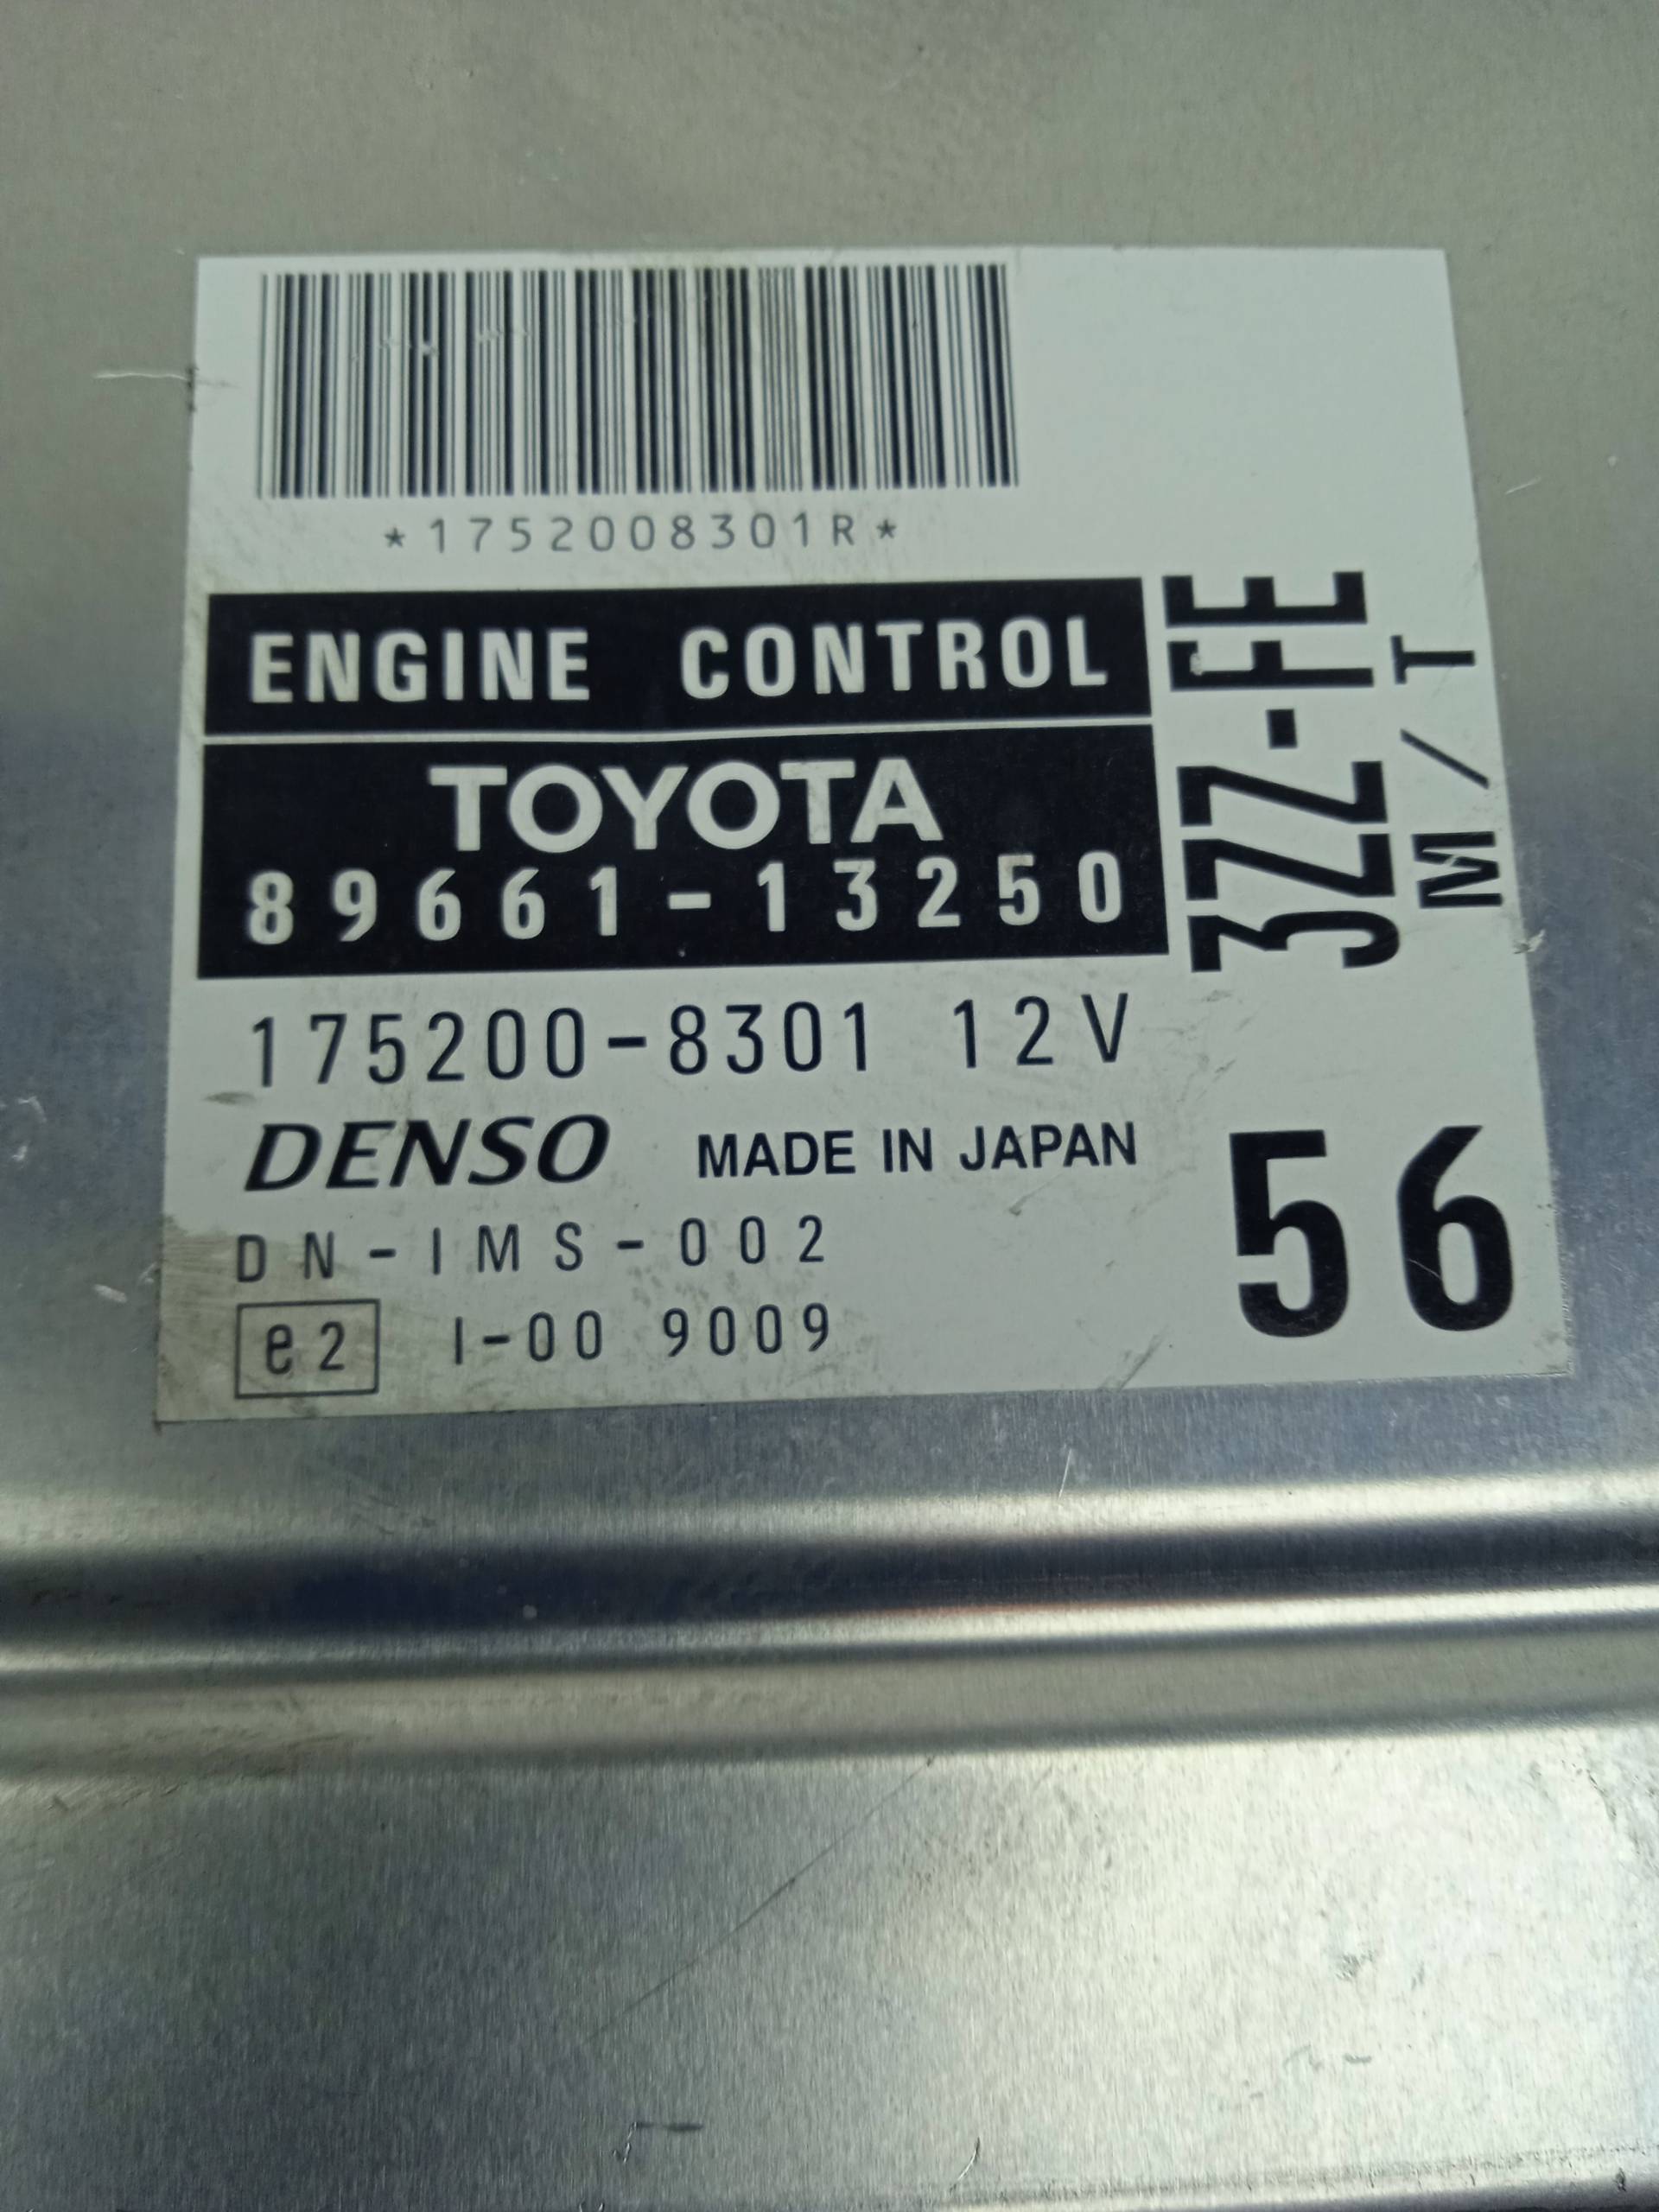 *1752008301R*
ENGINE CONTROL
TOYOTA
89661-13250
3ZZ-FE
M/T
175200-8301 12V
DENSO MADE IN JAPAN
DN-IMS-002
e2 I-00 9009
56